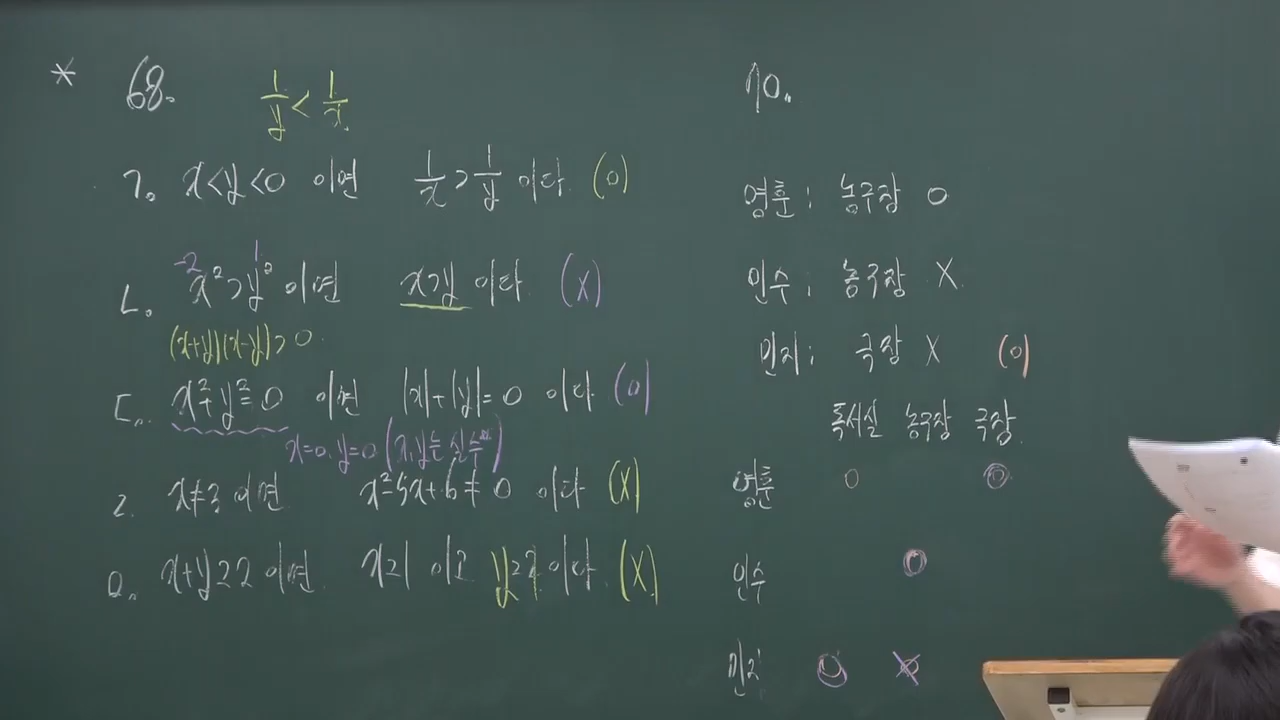 * 68.
1/y < 1/x
ㄱ. x<y<0 이면 1/x > 1/y 이다. (o)
-2 1
ㄴ. x²>y² 이면 x>y 이다. (X)
(x+y)(x-y)>0.
ㄷ. x²+y²=0 이면 |x|+|y|=0 이다 (o)
x=0, y=0 (x,y는 실수)
ㄹ. x≠3 이면 x²-5x+6≠0 이다 (X)
ㅁ. x+y≥2 이면 x≥1 이고 이다. (X)
70.
영훈: 농구장 o
인수: 농구장 X
민지: 극장 X (o)
독서실 농구장 극장
영훈 o o
인수 o
민지 o X